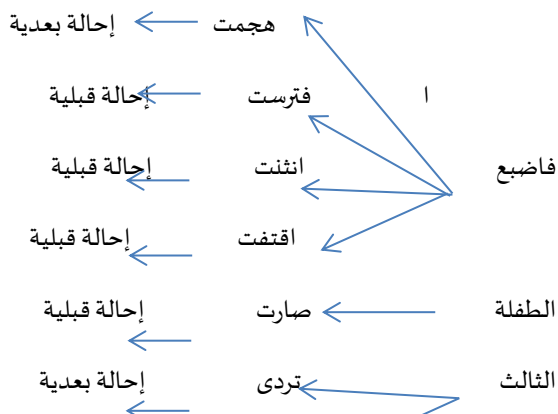 هجمت إحالة بعدية
ا فترست إحالة قبلية
فاضبع انثنت إحالة قبلية
اقتفت إحالة قبلية
الطفلة صارت إحالة قبلية
الثالث تردى إحالة بعدية